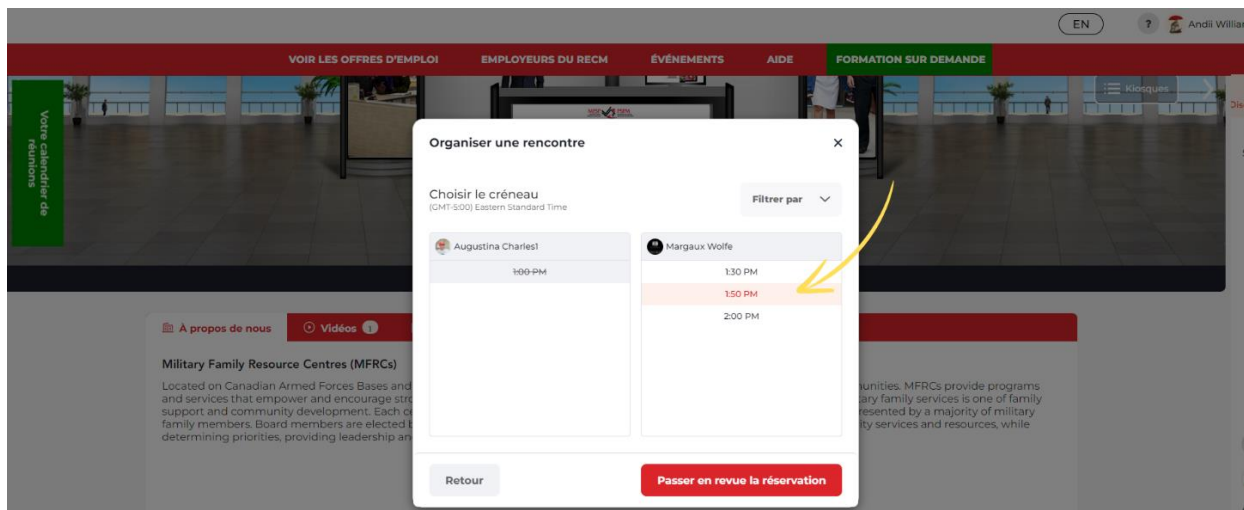 EN
?
Andii Willia
VOIR LES OFFRES D'EMPLOI
EMPLOYEURS DU RECM
ÉVÉNEMENTS
AIDE
FORMATION SUR DEMANDE
Kiosques
Votre calendrier de
réunions
Organiser une rencontre
Choisir le créneau
(GMT-5:00) Eastern Standard Time
Filtrer par
Augustina Charles1
1:00 PM
Margaux Wolfe
1:30 PM
1:50 PM
2:00 PM
Retour
Passer en revue la réservation
À propos de nous
Vidéos 1
Military Family Resource Centres (MFRCs)
Located on Canadian Armed Forces Bases and unities. MFRCs provide programs
and services that empower and encourage stro tary family services is one of family
support and community development. Each ce resented by a majority of military
family members. Board members are elected b ity services and resources, while
determining priorities, providing leadership an